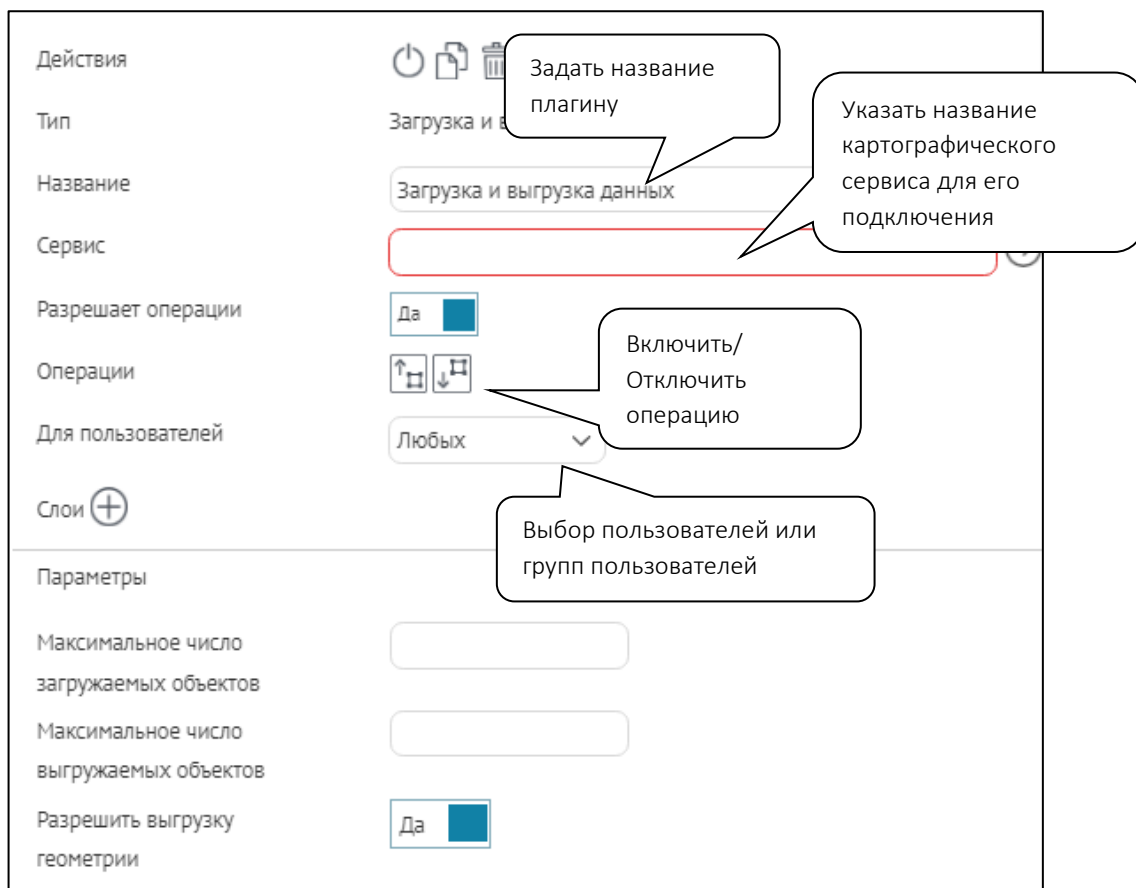 Действия
Задать название
плагину
Тип
Загрузка и в
Указать название
картографического
сервиса для его
подключения
Название
Загрузка и выгрузка данных
Сервис
Разрешает операции
Да
Включить/
Отключить
операцию
Операции
Для пользователей
Любых
Слои
Выбор пользователей или
групп пользователей
Параметры
Максимальное число
загружаемых объектов
Максимальное число
выгружаемых объектов
Разрешить выгрузку
геометрии
Да